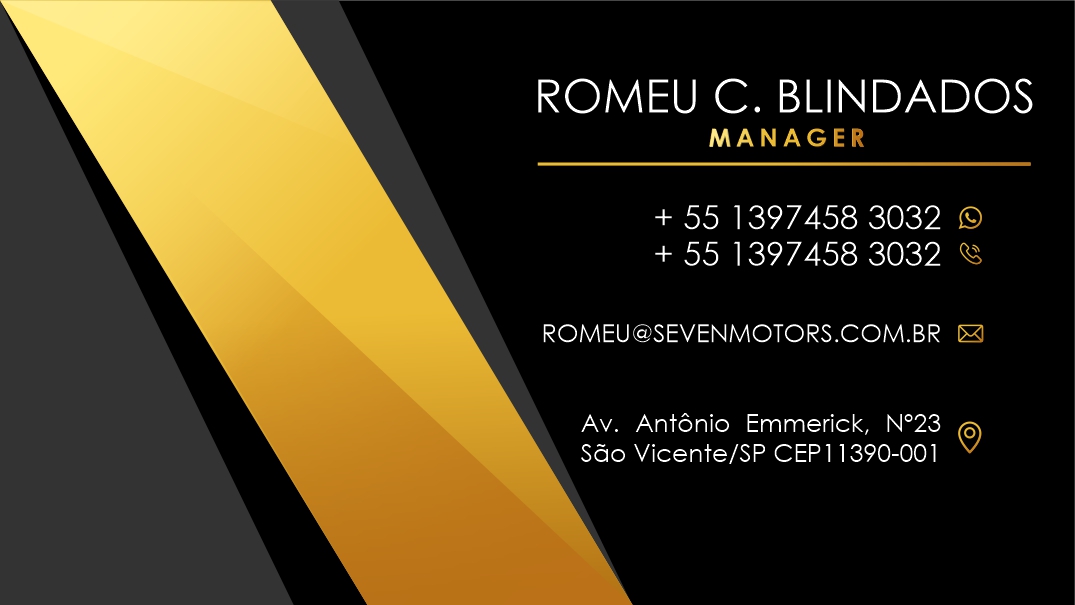 ROMEU C. BLINDADOS
MANAGER
+ 55 1397458 3032
+ 55 1397458 3032
ROMEU@SEVENMOTORS.COM.BR
Av. Antônio Emmerick, Nº23
São Vicente/SP CEP11390-001